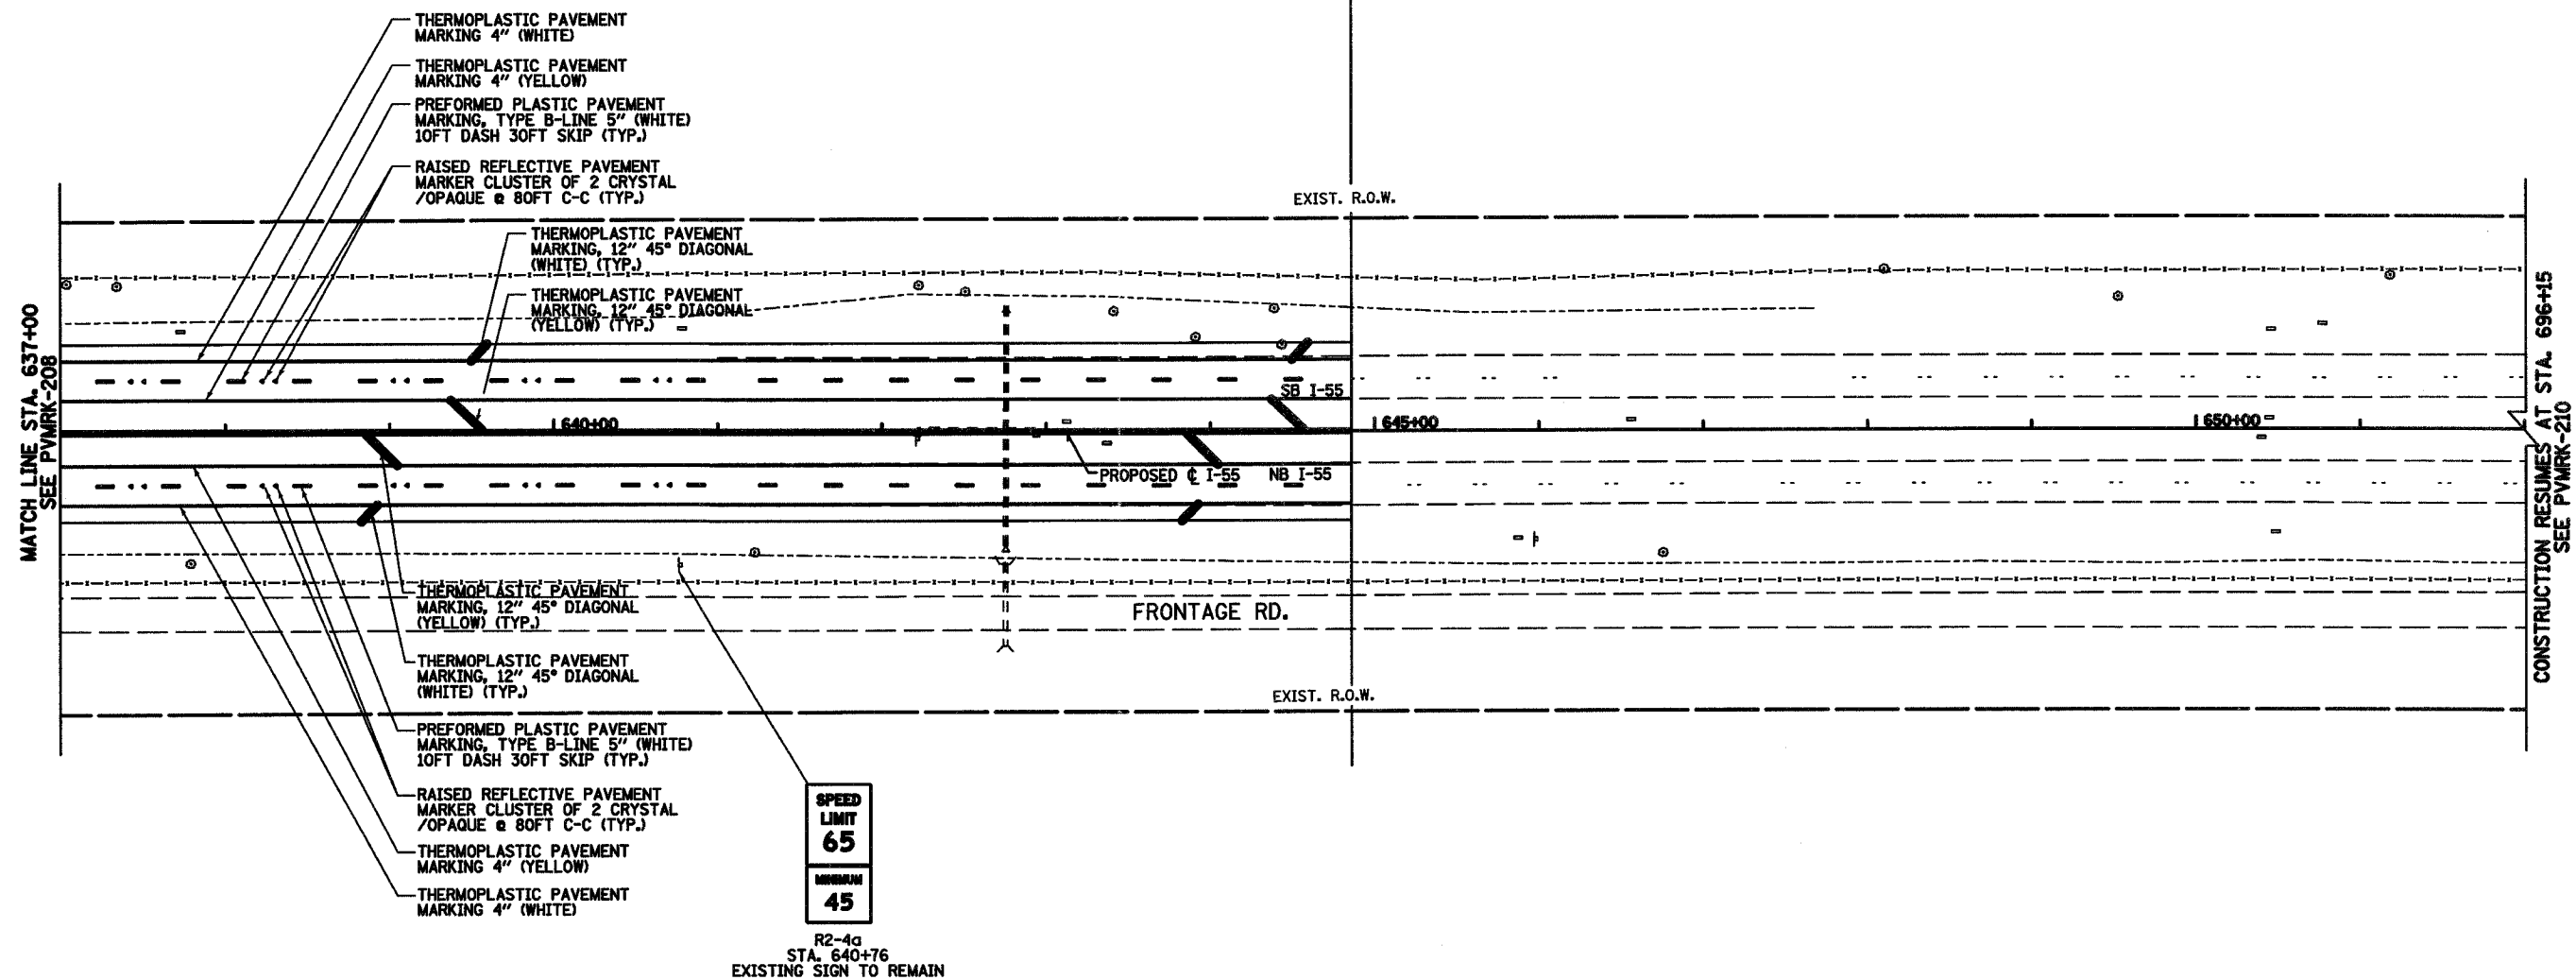 THERMOPLASTIC PAVEMENT
MARKING 4" (WHITE)
THERMOPLASTIC PAVEMENT
MARKING 4" (YELLOW)
PREFORMED PLASTIC PAVEMENT
MARKING, TYPE B-LINE 5" (WHITE)
10FT DASH 30FT SKIP (TYP.)
RAISED REFLECTIVE PAVEMENT
MARKER CLUSTER OF 2 CRYSTAL
/OPAQUE @ 80FT C-C (TYP.)
EXIST. R.O.W.
THERMOPLASTIC PAVEMENT
MARKING, 12" 45° DIAGONAL
(WHITE) (TYP.)
THERMOPLASTIC PAVEMENT
MARKING, 12" 45° DIAGONAL
(YELLOW) (TYP.)
MATCH LINE STA. 637+00
SEE PVMRK-208
SB I-55
640+00
645+00
650+00
PROPOSED ℄ I-55
NB I-55
CONSTRUCTION RESUMES AT STA. 696+15
SEE PVMRK-210
THERMOPLASTIC PAVEMENT
MARKING, 12" 45° DIAGONAL
(YELLOW) (TYP.)
FRONTAGE RD.
THERMOPLASTIC PAVEMENT
MARKING, 12" 45° DIAGONAL
(WHITE) (TYP.)
EXIST. R.O.W.
PREFORMED PLASTIC PAVEMENT
MARKING, TYPE B-LINE 5" (WHITE)
10FT DASH 30FT SKIP (TYP.)
RAISED REFLECTIVE PAVEMENT
MARKER CLUSTER OF 2 CRYSTAL
/OPAQUE @ 80FT C-C (TYP.)
THERMOPLASTIC PAVEMENT
MARKING 4" (YELLOW)
THERMOPLASTIC PAVEMENT
MARKING 4" (WHITE)
SPEED
LIMIT
65
MINIMUM
45
R2-4a
STA. 640+76
EXISTING SIGN TO REMAIN